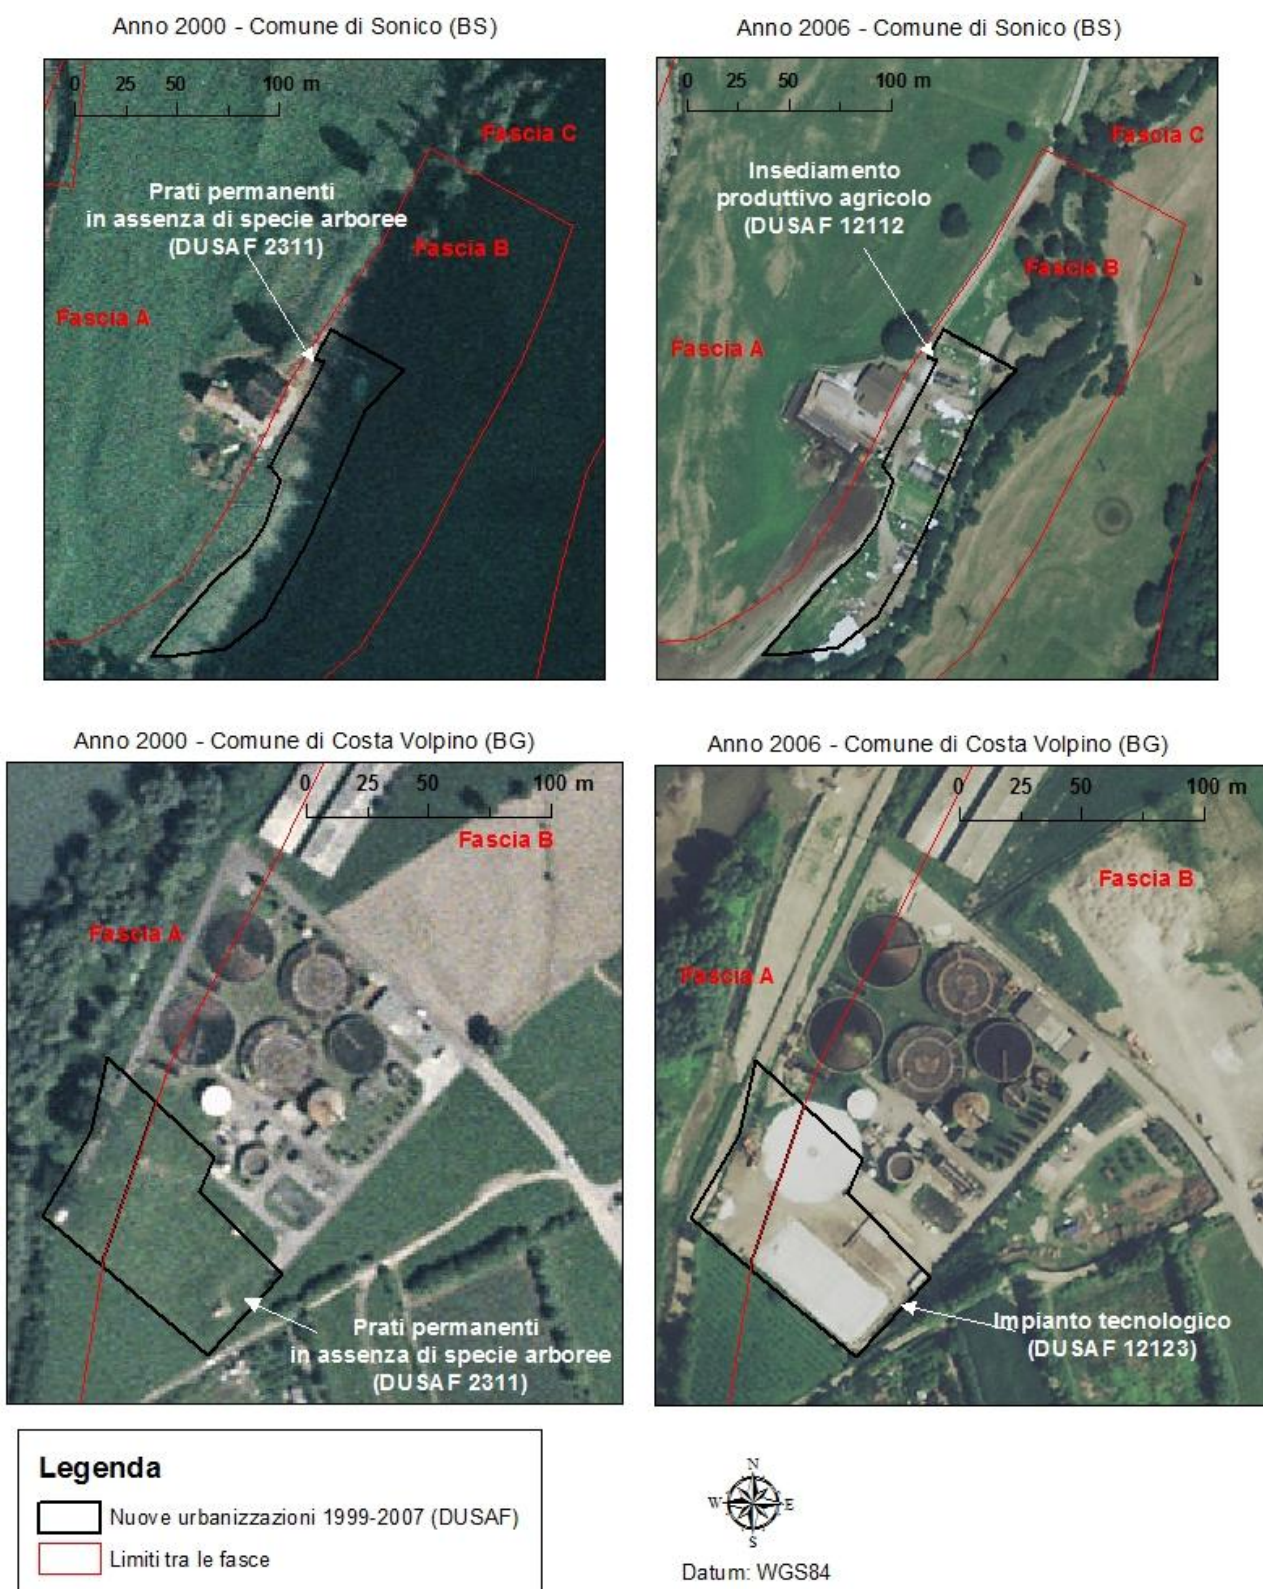 Anno 2000 - Comune di Sonico (BS)
0 25 50 100 m
Fascia C
Prati permanenti
in assenza di specie arboree
(DUSAF 2311)
Fascia B
Fascia A
Anno 2006 - Comune di Sonico (BS)
0 25 50 100 m
Fascia C
Insediamento
produttivo agricolo
(DUSAF 12112
Fascia B
Fascia A
Anno 2000 - Comune di Costa Volpino (BG)
0 25 50 100 m
Fascia B
Fascia A
Prati permanenti
in assenza di specie arboree
(DUSAF 2311)
Anno 2006 - Comune di Costa Volpino (BG)
0 25 50 100 m
Fascia B
Fascia A
Impianto tecnologico
(DUSAF 12123)
Legenda
Nuove urbanizzazioni 1999-2007 (DUSAF)
Limiti tra le fasce
N
W E
S
Datum: WGS84